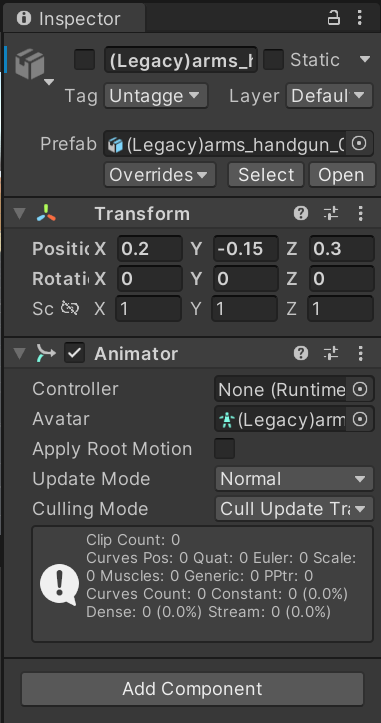 Inspector
(Legacy)arms_h Static
Tag Untagge Layer Defaul
Prefab (Legacy)arms_handgun_0
Overrides Select Open
Transform
Positio X 0.2 Y -0.15 Z 0.3
Rotati X 0 Y 0 Z 0
Sc X 1 Y 1 Z 1
Animator
Controller None (Runtime
Avatar (Legacy)arm
Apply Root Motion
Update Mode Normal
Culling Mode Cull Update Tra
Clip Count: 0
Curves Pos: 0 Quat: 0 Euler: 0 Scale:
0 Muscles: 0 Generic: 0 PPtr: 0
Curves Count: 0 Constant: 0 (0.0%)
Dense: 0 (0.0%) Stream: 0 (0.0%)
Add Component